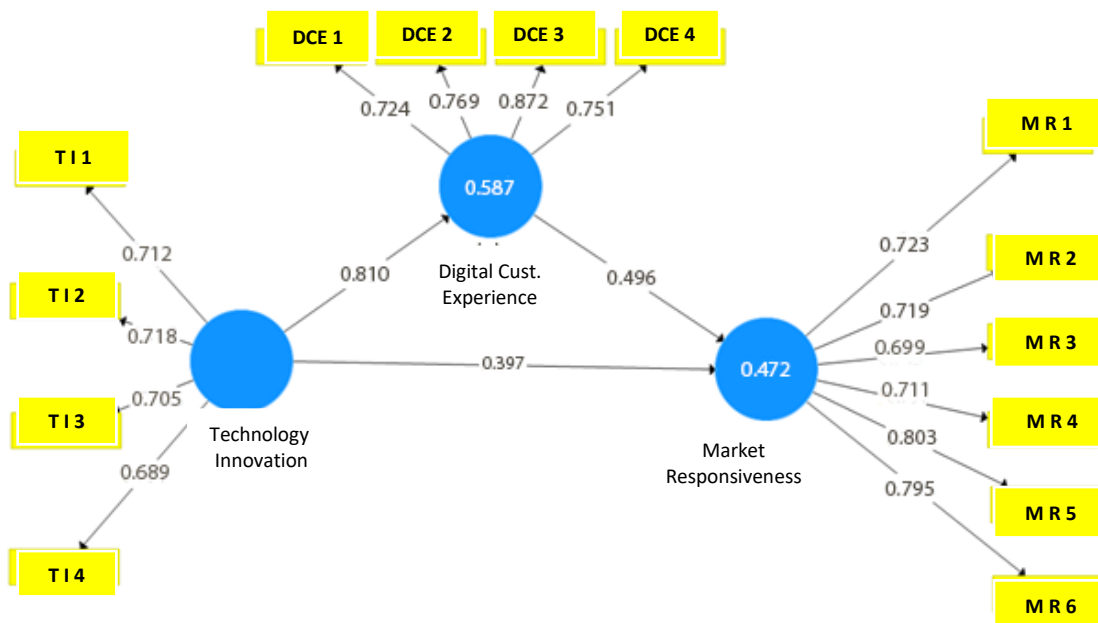 DCE 1
DCE 2
DCE 3
DCE 4
0.724
0.769
0.872
0.751
M R 1
T I 1
0.587
0.712
0.810
Digital Cust.
Experience
0.723
M R 2
T I 2
0.496
0.719
0.718
0.397
0.472
0.699
M R 3
0.705
0.711
T I 3
M R 4
Technology
Innovation
0.803
0.689
Market
Responsiveness
0.795
M R 5
T I 4
M R 6